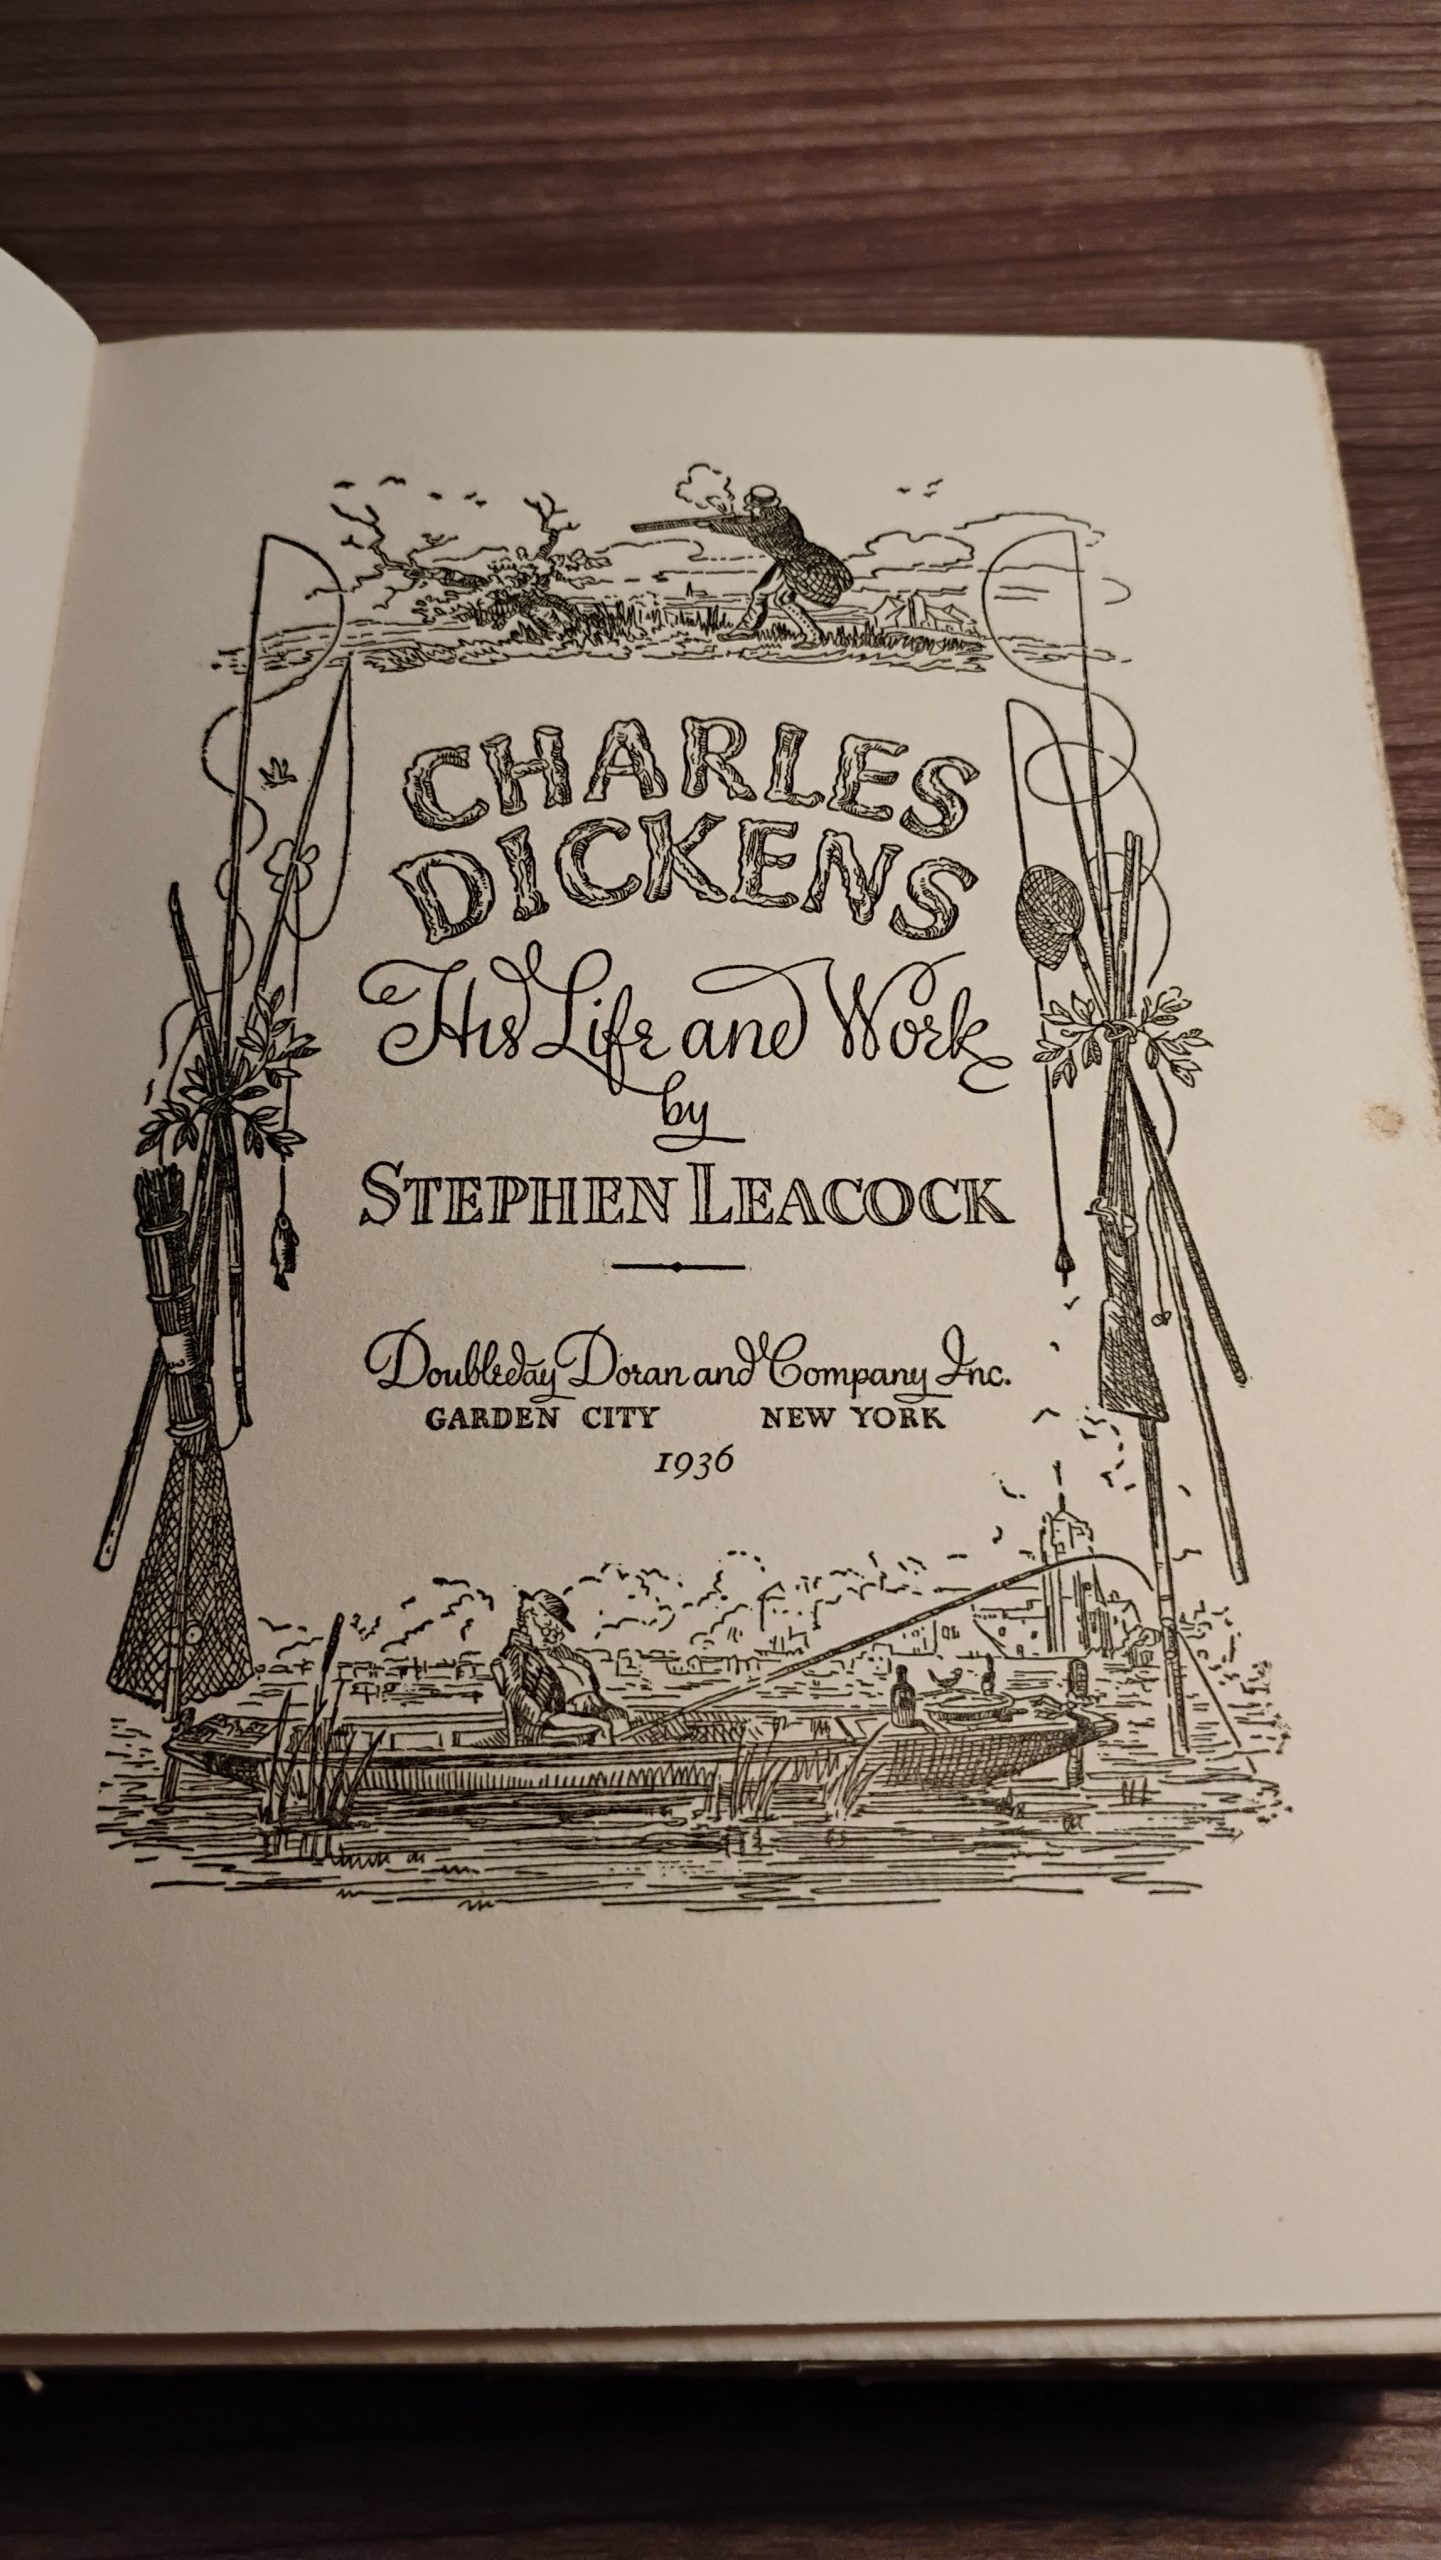 CHARLES
DICKENS
His Life and Work
by
STEPHEN LEACOCK
Doubleday Doran and Company Inc.
GARDEN CITY NEW YORK
1936